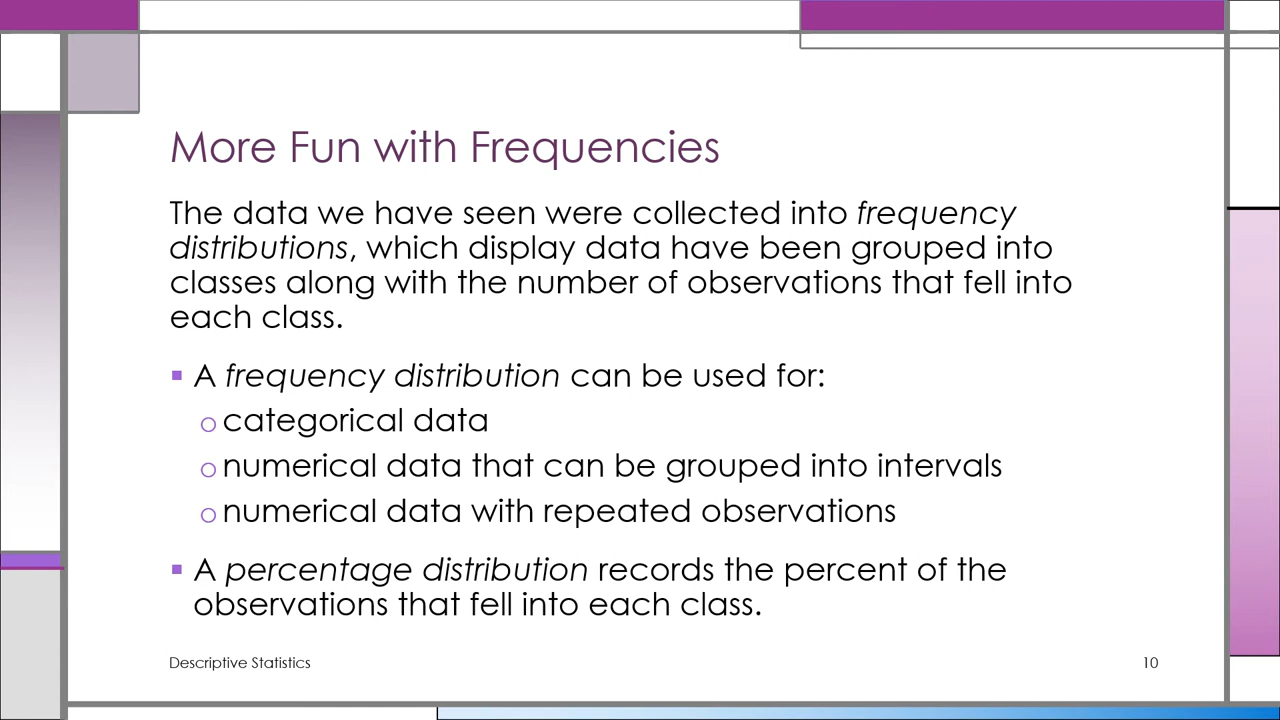 More Fun with Frequencies
The data we have seen were collected into frequency
distributions, which display data have been grouped into
classes along with the number of observations that fell into
each class.
▪ A frequency distribution can be used for:
o categorical data
o numerical data that can be grouped into intervals
o numerical data with repeated observations
▪ A percentage distribution records the percent of the
observations that fell into each class.
Descriptive Statistics
10